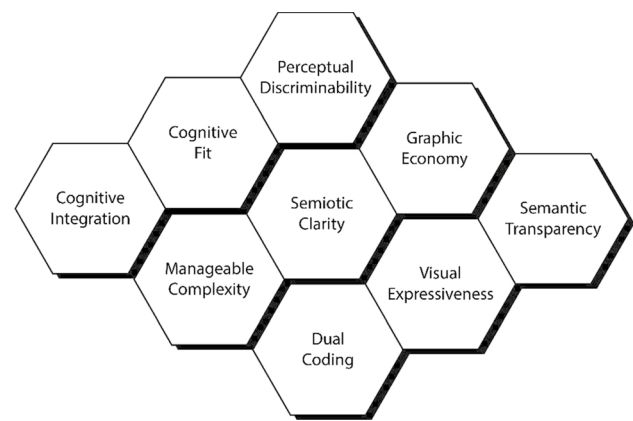 Perceptual
Discriminability
Cognitive
Fit
Graphic
Economy
Cognitive
Integration
Semiotic
Clarity
Semantic
Transparency
Manageable
Complexity
Visual
Expressiveness
Dual
Coding